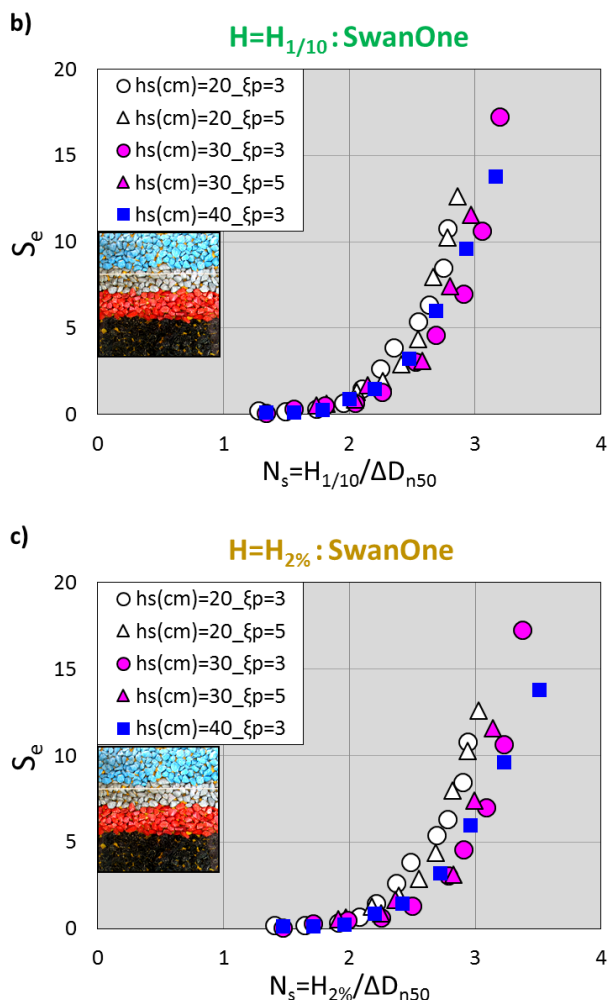 b)
H=H1/10 : SwanOne
20
hs(cm)=20_ξp=3
hs(cm)=20_ξp=5
15
hs(cm)=30_ξp=3
hs(cm)=30_ξp=5
hs(cm)=40_ξp=3
Se
10
5
0
0 1 2 3 4
Ns=H1/10/ΔDn50
c)
H=H2% : SwanOne
20
hs(cm)=20_ξp=3
hs(cm)=20_ξp=5
15
hs(cm)=30_ξp=3
hs(cm)=30_ξp=5
hs(cm)=40_ξp=3
Se
10
5
0
0 1 2 3 4
Ns=H2%/ΔDn50